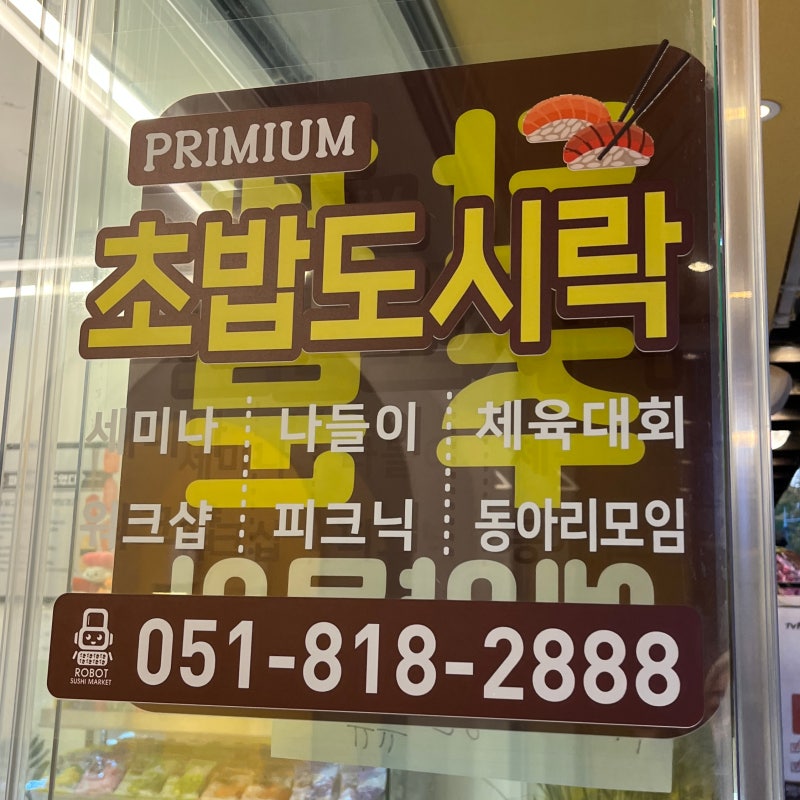 PRIMIUM
초밥도시락
세미나 나들이 체육대회
워크샵 피크닉 동아리모임
051-818-2888
ROBOT
SUSHI MARKET